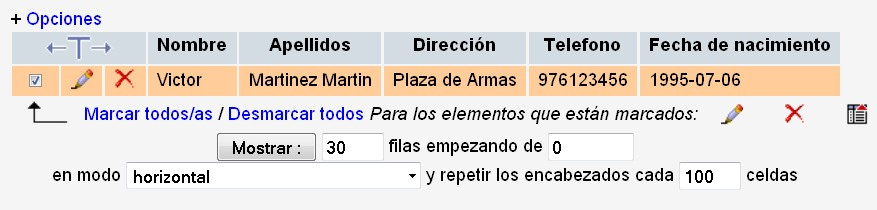 + Opciones
←T→ Nombre Apellidos Dirección Telefono Fecha de nacimiento
Victor Martinez Martin Plaza de Armas 976123456 1995-07-06
Marcar todos/as / Desmarcar todos Para los elementos que están marcados:
Mostrar : 30 filas empezando de 0
en modo horizontal y repetir los encabezados cada 100 celdas